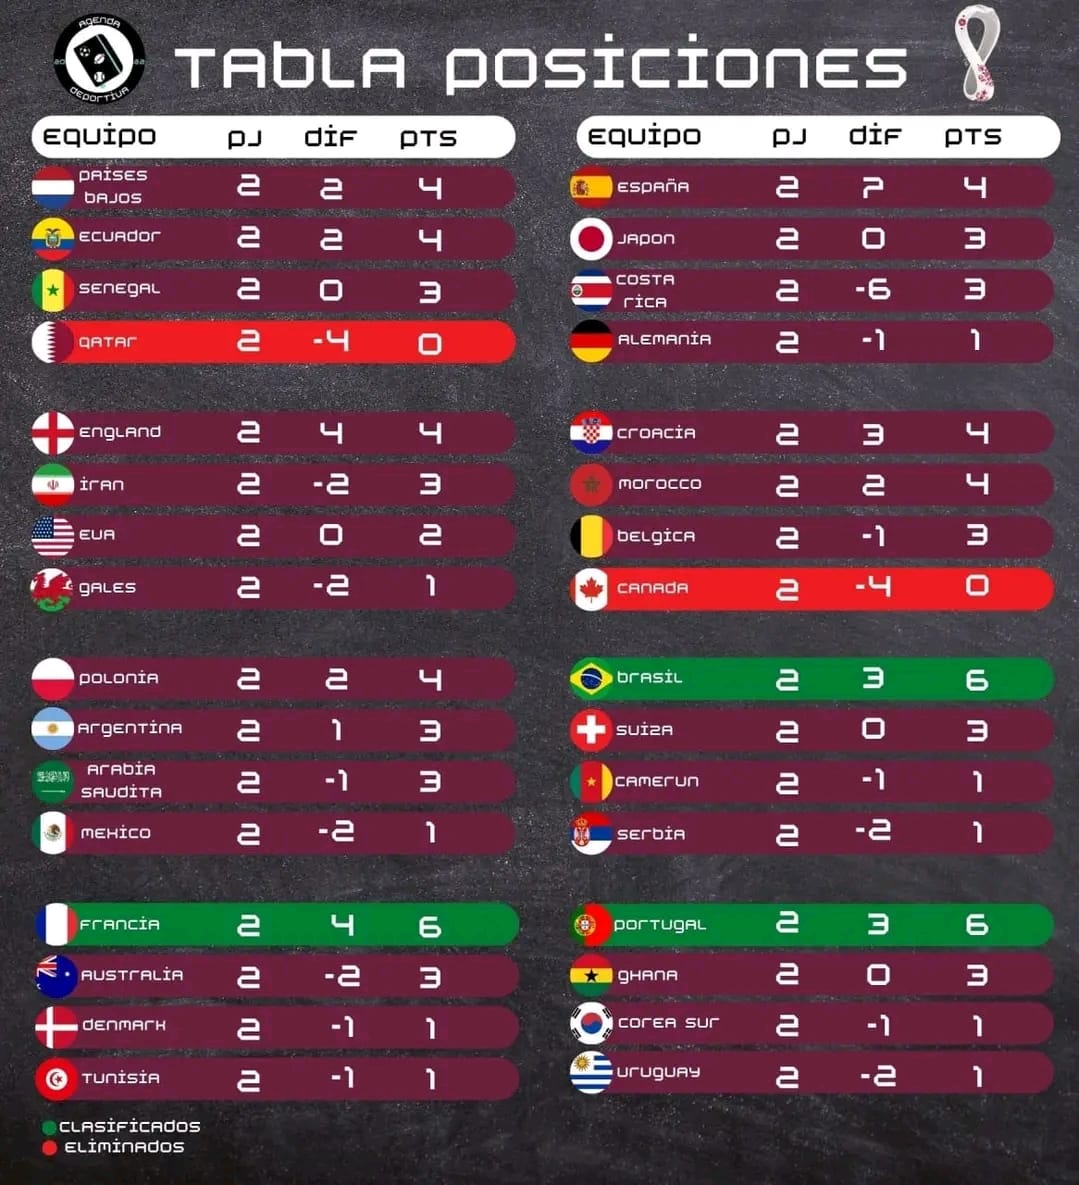 AGENDA
20 22
DEPORTIVA
TABLA POSICIONES
EQUIPO PJ DIF PTS
PAÍSES
BAJOS 2 2 4
ECUADOR 2 2 4
SENEGAL 2 0 3
QATAR 2 -4 0
ENGLAND 2 4 4
IRAN 2 -2 3
EUA 2 0 2
GALES 2 -2 1
POLONIA 2 2 4
ARGENTINA 2 1 3
ARABIA
SAUDITA 2 -1 3
MEXICO 2 -2 1
FRANCIA 2 4 6
AUSTRALIA 2 -2 3
DENMARK 2 -1 1
TUNISIA 2 -1 1
EQUIPO PJ DIF PTS
ESPAÑA 2 7 4
JAPON 2 0 3
COSTA
RICA 2 -6 3
ALEMANIA 2 -1 1
CROACIA 2 3 4
MOROCCO 2 2 4
BELGICA 2 -1 3
CANADA 2 -4 0
BRASIL 2 3 6
SUIZA 2 0 3
CAMERUN 2 -1 1
SERBIA 2 -2 1
PORTUGAL 2 3 6
GHANA 2 0 3
COREA SUR 2 -1 1
URUGUAY 2 -2 1
CLASIFICADOS
ELIMINADOS